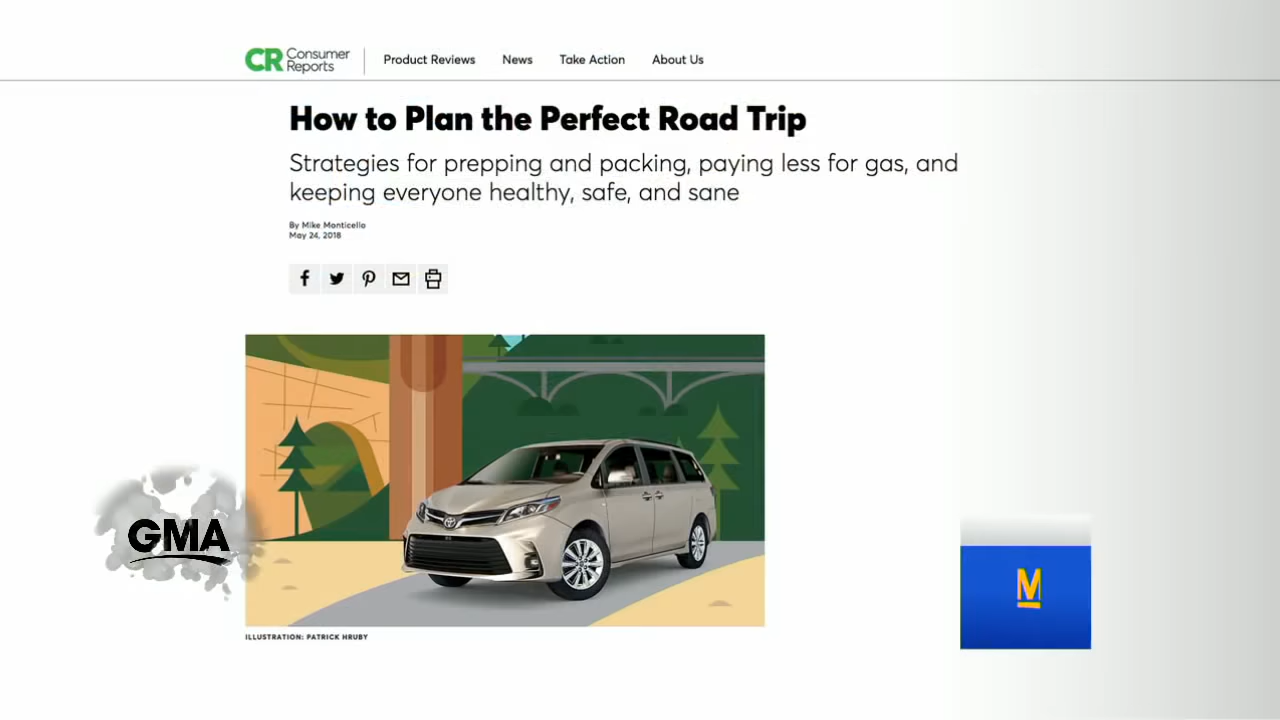 CR Consumer Reports
Product Reviews
News
Take Action
About Us
How to Plan the Perfect Road Trip
Strategies for prepping and packing, paying less for gas, and
keeping everyone healthy, safe, and sane
By Mike Monticello
May 24, 2018
ILLUSTRATION: PATRICK HRUBY
GMA
M